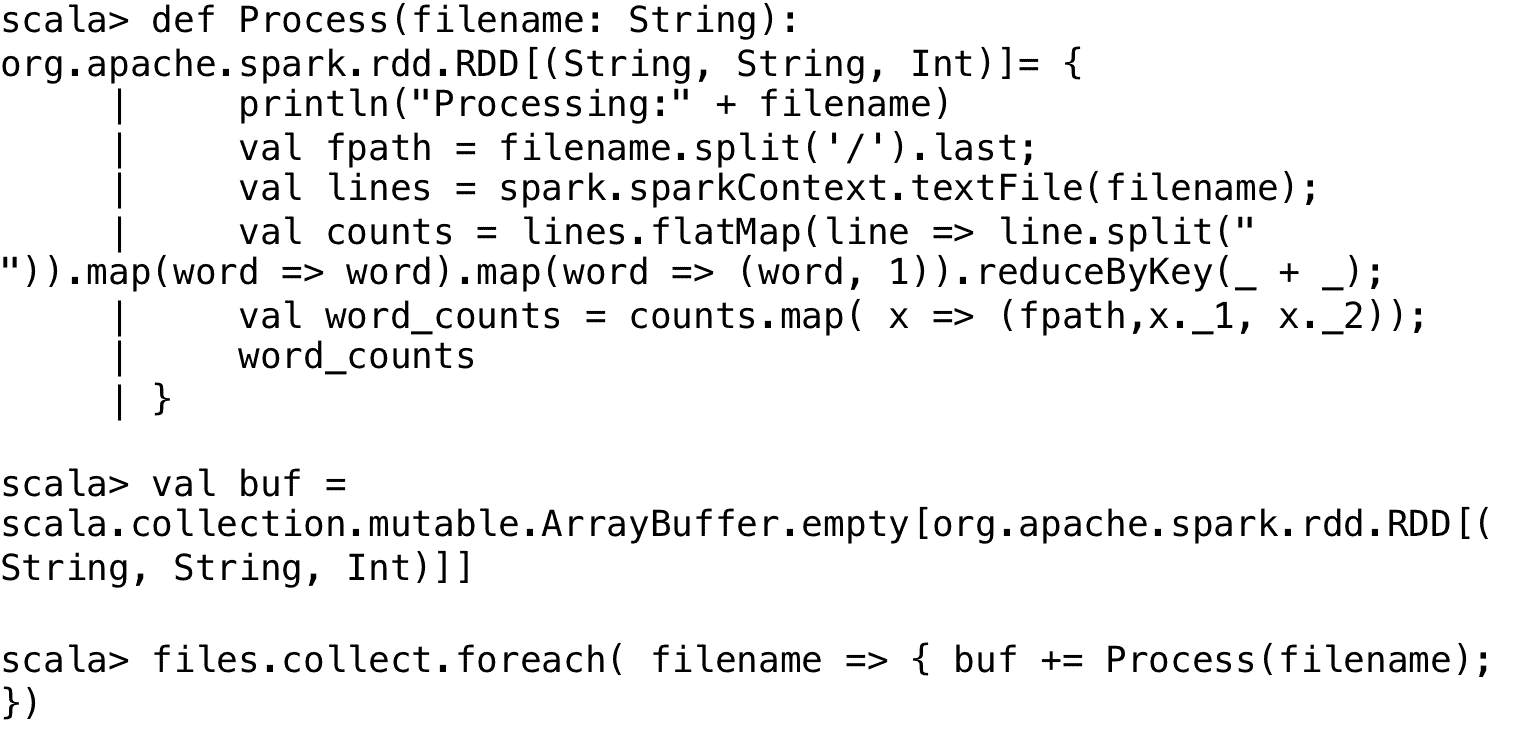 scala> def Process(filename: String):
org.apache.spark.rdd.RDD[(String, String, Int)]= {
     |     println("Processing:" + filename)
     |     val fpath = filename.split('/').last;
     |     val lines = spark.sparkContext.textFile(filename);
     |     val counts = lines.flatMap(line => line.split("
")).map(word => word).map(word => (word, 1)).reduceByKey(_ + _);
     |     val word_counts = counts.map( x => (fpath,x._1, x._2));
     |     word_counts
     | }

scala> val buf =
scala.collection.mutable.ArrayBuffer.empty[org.apache.spark.rdd.RDD[(
String, String, Int)]]

scala> files.collect.foreach( filename => { buf += Process(filename);
})